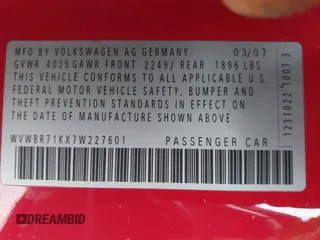 MFD BY VOLKSWAGEN AG GERMANY 03/07
GVWR 4035 GAWR FRONT 2249/ REAR 1896 LBS
THIS VEHICLE CONFORMS TO ALL APPLICABLE U.S.
FEDERAL MOTOR VEHICLE SAFETY, BUMPER AND
THEFT PREVENTION STANDARDS IN EFFECT ON
THE DATE OF MANUFACTURE SHOWN ABOVE.
WVWBR71KX7W227601 PASSENGER CAR
1231022 1007 3
DREAMBID